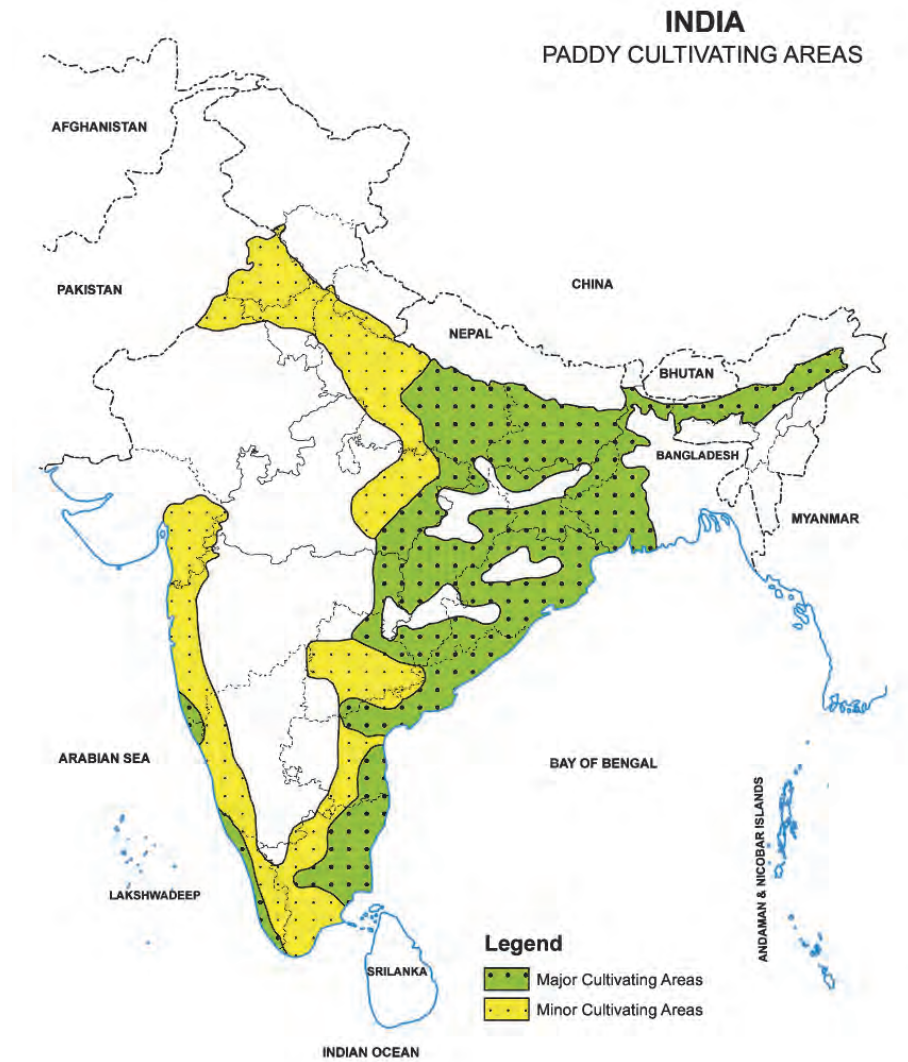 INDIA
PADDY CULTIVATING AREAS
AFGHANISTAN
PAKISTAN
CHINA
NEPAL
BHUTAN
BANGLADESH
MYANMAR
ARABIAN SEA
BAY OF BENGAL
ANDAMAN & NICOBAR ISLANDS
LAKSHWADEEP
Legend
SRILANKA
Major Cultivating Areas
Minor Cultivating Areas
INDIAN OCEAN